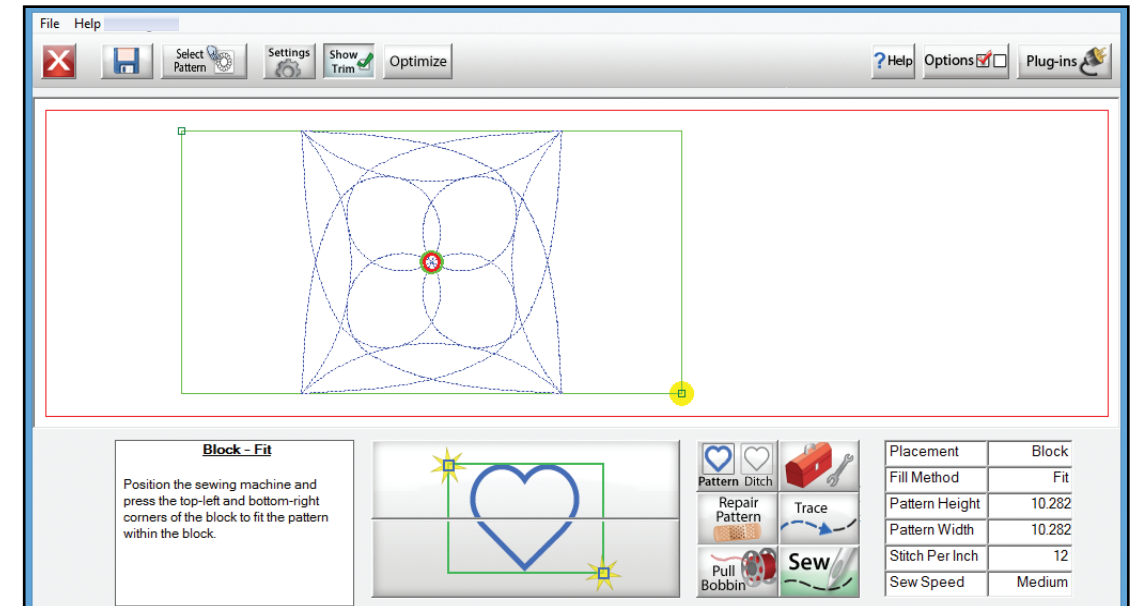 File Help
Select Pattern
Settings
Show Trim
Optimize
? Help
Options
Plug-ins
Block - Fit
Position the sewing machine and
press the top-left and bottom-right
corners of the block to fit the pattern
within the block.
Pattern Ditch
Repair Pattern
Trace
Pull Bobbin
Sew
Placement Block
Fill Method Fit
Pattern Height 10.282
Pattern Width 10.282
Stitch Per Inch 12
Sew Speed Medium